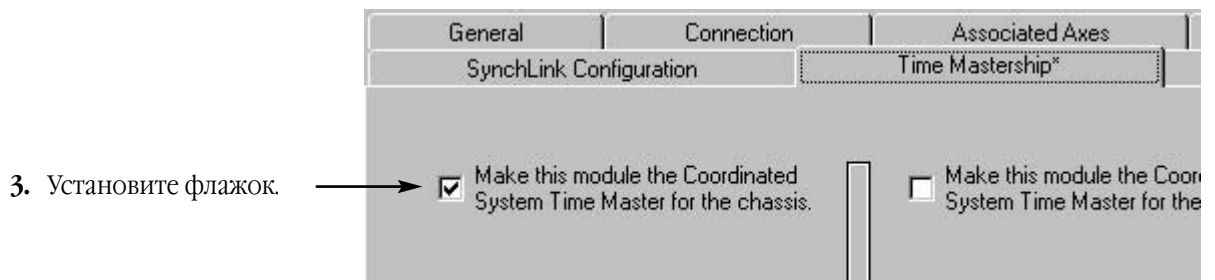 General Connection Associated Axes
SynchLink Configuration Time Mastership*
3. Установите флажок.
Make this module the Coordinated
System Time Master for the chassis.
Make this module the Coor
System Time Master for the